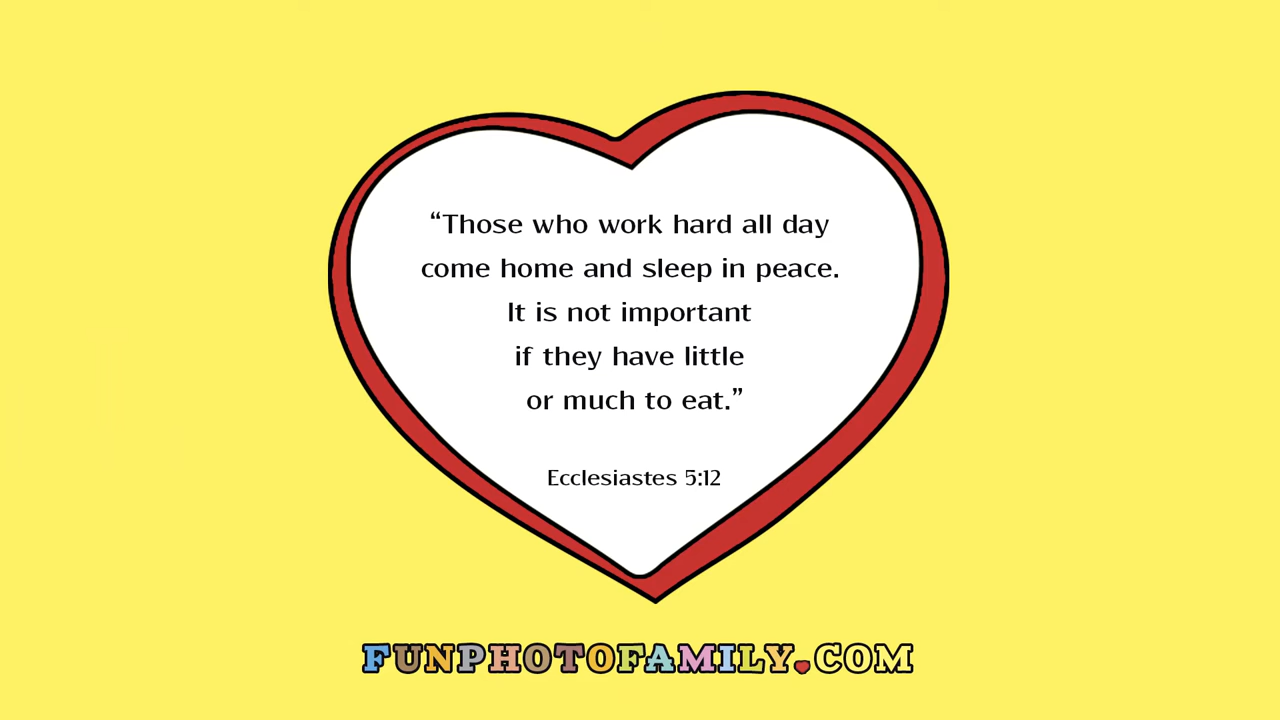 “Those who work hard all day
come home and sleep in peace.
It is not important
if they have little
or much to eat.”
Ecclesiastes 5:12
FUNPHOTOFAMILY.COM